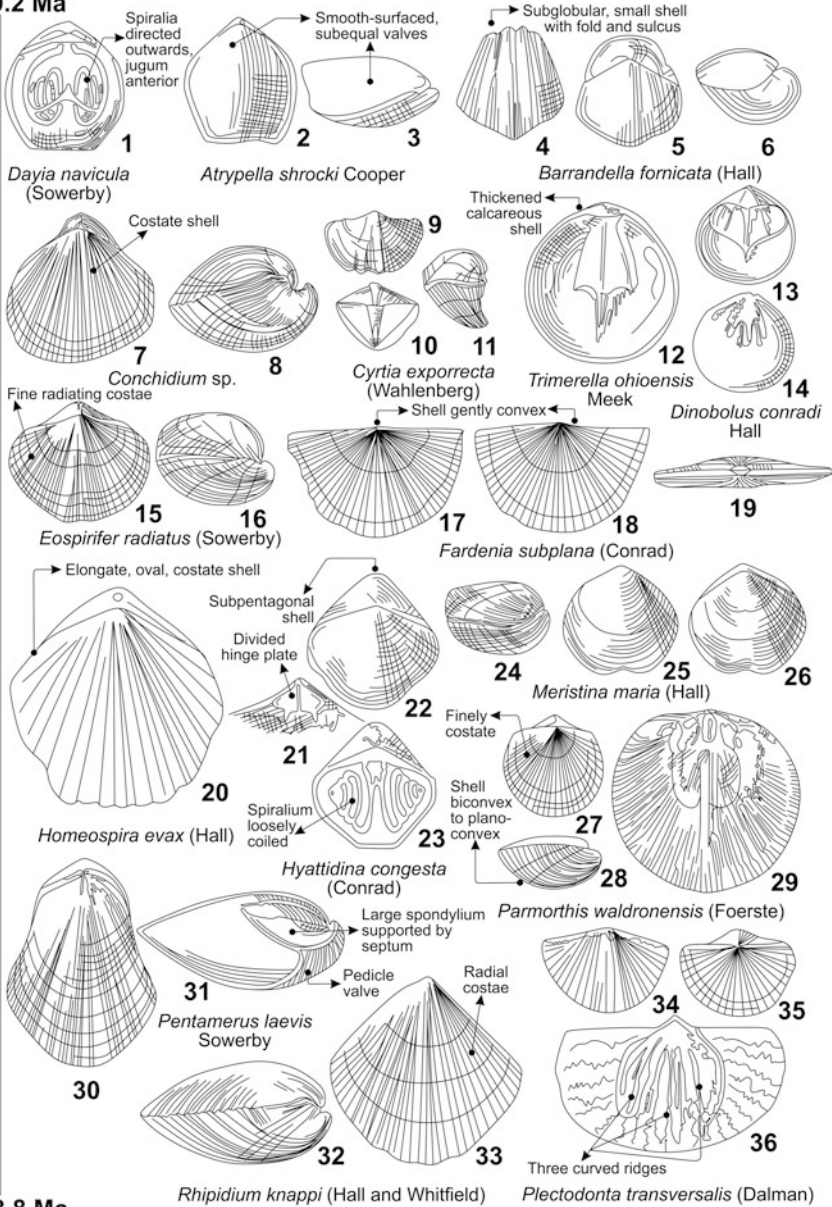 .2 Ma
Spiralia
directed
outwards,
jugum
anterior
1
Dayia navicula
(Sowerby)
Smooth-surfaced,
subequal valves
2
3
Atrypella shrocki Cooper
Subglobular, small shell
with fold and sulcus
4
5
6
Barrandella fornicata (Hall)
Costate shell
7
8
Conchidium sp.
9
10
11
Cyrtia exporrecta
(Wahlenberg)
Thickened
calcareous
shell
12
Trimerella ohioensis
Meek
13
14
Dinobolus conradi
Hall
Fine radiating costae
15
16
Eospirifer radiatus (Sowerby)
Shell gently convex
17
18
19
Fardenia subplana (Conrad)
Elongate, oval, costate shell
20
Homeospira evax (Hall)
Subpentagonal
shell
Divided
hinge plate
21
22
Spiralium
loosely
coiled
23
Hyattidina congesta
(Conrad)
24
25
26
Meristina maria (Hall)
Finely
costate
27
Shell
biconvex
to plano-
convex
28
29
Parmorthis waldronensis (Foerste)
30
31
Large spondylium
supported by
septum
Pedicle
valve
Pentamerus laevis
Sowerby
Radial
costae
32
33
Rhipidium knappi (Hall and Whitfield)
34
35
36
Three curved ridges
Plectodonta transversalis (Dalman)